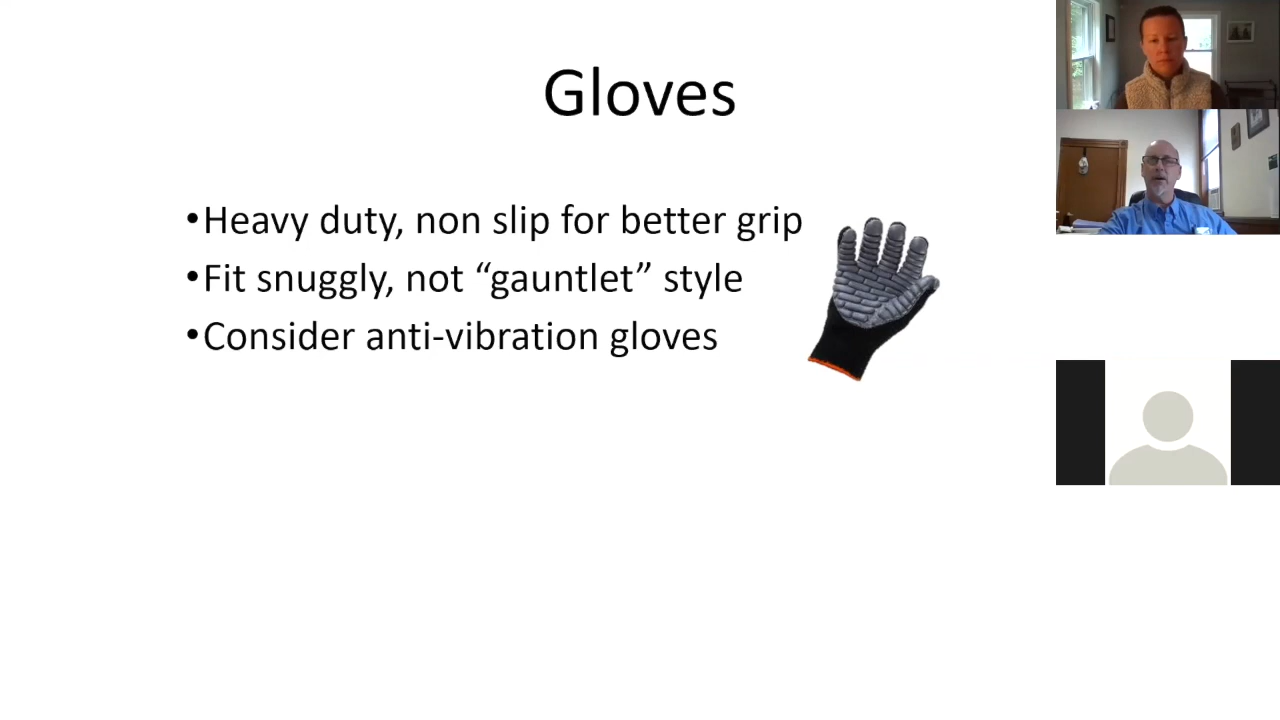 Gloves
•Heavy duty, non slip for better grip
•Fit snuggly, not “gauntlet” style
•Consider anti-vibration gloves